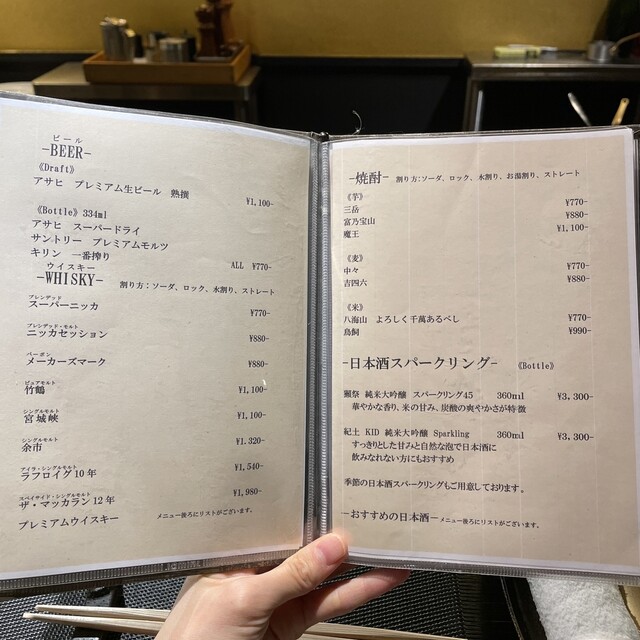 ビール
-BEER-
《Draft》
アサヒ プレミアム生ビール 熟撰 ¥1,100-
《Bottle》334ml
アサヒ スーパードライ
サントリー プレミアムモルツ
キリン 一番搾り ALL ¥770-
ウイスキー
-WHISKY- 割り方:ソーダ、ロック、水割り、ストレート
ブレンデッド
スーパーニッカ ¥770-
ブレンデッド・モルト
ニッカセッション ¥880-
バーボン
メーカーズマーク ¥880-
ピュアモルト
竹鶴 ¥1,100-
シングルモルト
宮城峡 ¥1,100-
シングルモルト
余市 ¥1.320-
アイラ・シングルモルト
ラフロイグ10年 ¥1,540-
スペイサイド・シングルモルト
ザ・マッカラン12年 ¥1,980-
プレミアムウイスキー メニュー後ろにリストがございます。
-焼酎- 割り方:ソーダ、ロック、水割り、お湯割り、ストレート
《芋》
三岳 ¥770-
富乃宝山 ¥880-
魔王 ¥1,100-
《麦》
中々 ¥770-
吉四六 ¥880-
《米》
八海山 よろしく千萬あるべし ¥770-
鳥飼 ¥990-
-日本酒スパークリング- 《Bottle》
獺祭 純米大吟醸 スパークリング45 360ml ¥3,300-
華やかな香り、米の甘み、炭酸の爽やかさが特徴
紀土 KID 純米大吟醸 Sparkling 360ml ¥3,300-
すっきりとした甘みと自然な泡で日本酒に
飲みなれない方にもおすすめ
季節の日本酒スパークリングもご用意しております。
-おすすめの日本酒-メニュー後ろにリストがございます。